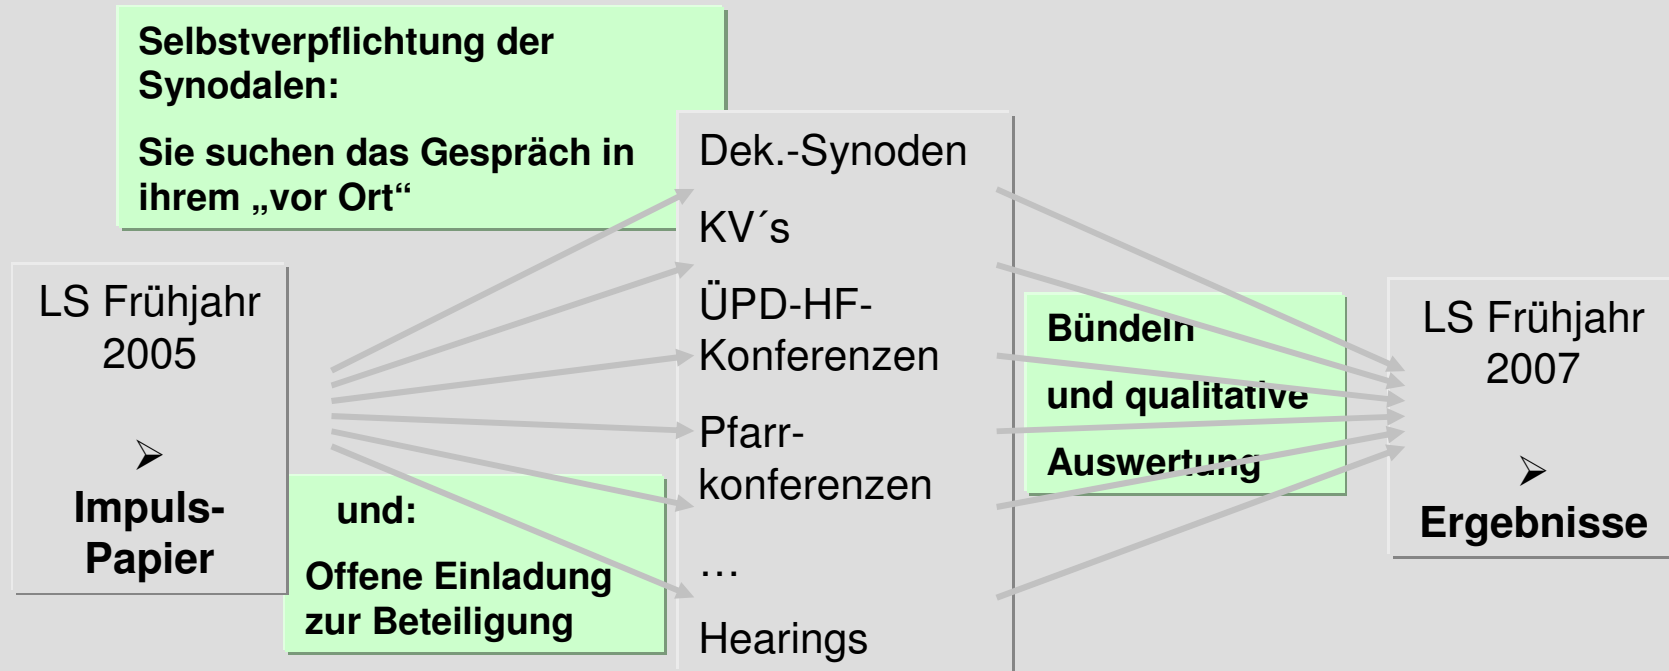 Selbstverpflichtung der
Synodalen:
Sie suchen das Gespräch in
ihrem „vor Ort“
LS Frühjahr
2005
➢
Impuls-
Papier
und:
Offene Einladung
zur Beteiligung
Dek.-Synoden
KV´s
ÜPD-HF-
Konferenzen
Pfarr-
konferenzen
…
Hearings
Bündeln
und qualitative
Auswertung
LS Frühjahr
2007
➢
Ergebnisse